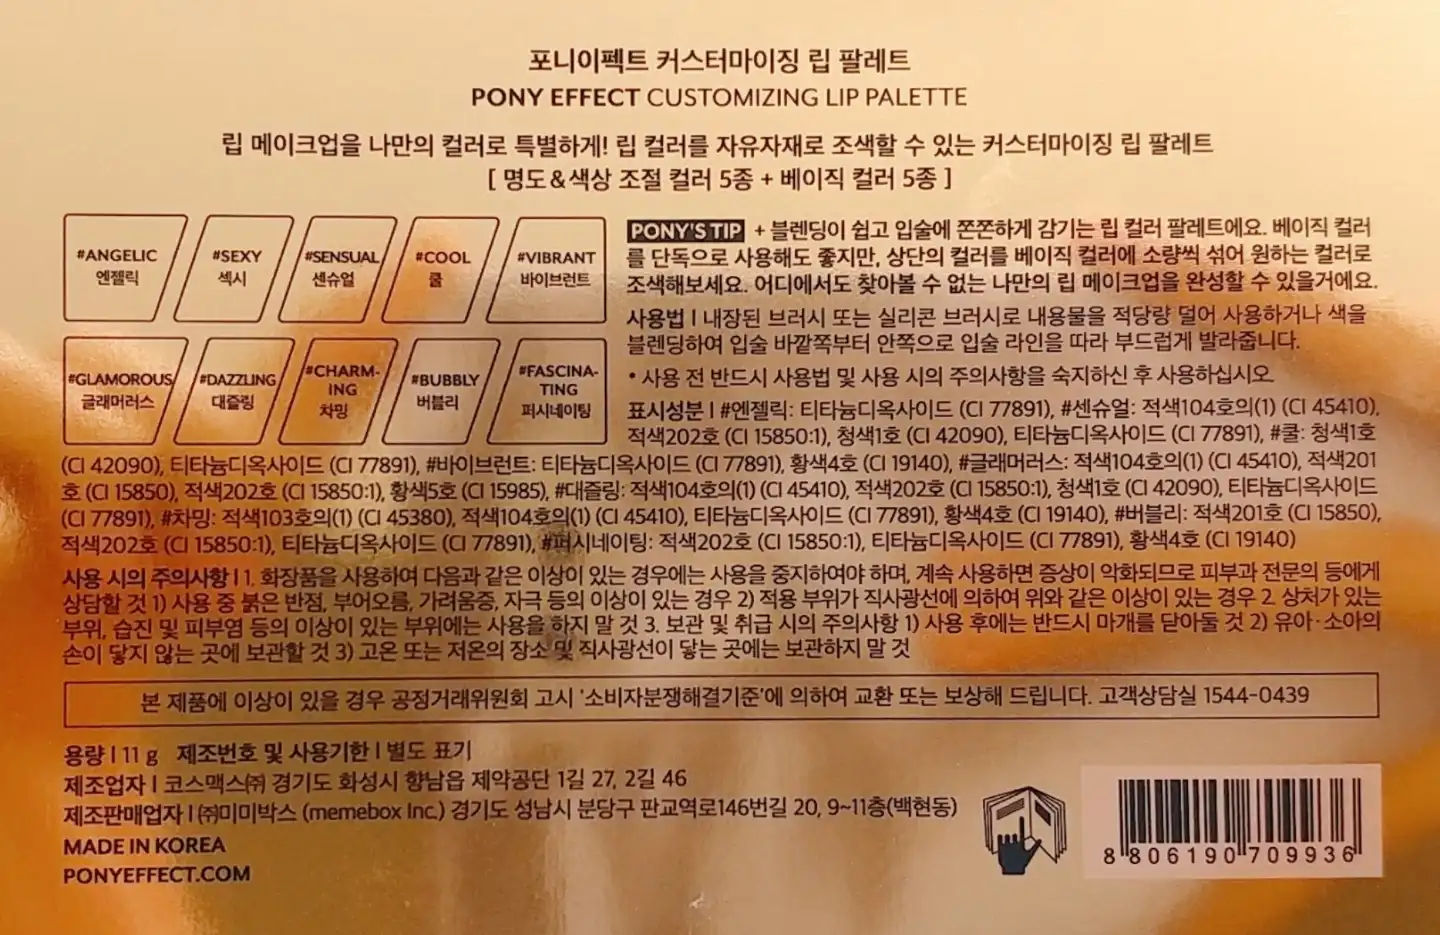 포니이펙트 커스터마이징 립 팔레트
PONY EFFECT CUSTOMIZING LIP PALETTE
립 메이크업을 나만의 컬러로 특별하게! 립 컬러를 자유자재로 조색할 수 있는 커스터마이징 립 팔레트
[ 명도&색상 조절 컬러 5종 + 베이직 컬러 5종 ]
#ANGELIC
엔젤릭
#SEXY
섹시
#SENSUAL
센슈얼
#COOL
쿨
#VIBRANT
바이브런트
#GLAMOROUS
글래머러스
#DAZZLING
대즐링
#CHARM-
ING
차밍
#BUBBLY
버블리
#FASCINA-
TING
퍼시네이팅
PONY'S TIP + 블렌딩이 쉽고 입술에 쫀쫀하게 감기는 립 컬러 팔레트에요. 베이직 컬러
를 단독으로 사용해도 좋지만, 상단의 컬러를 베이직 컬러에 소량씩 섞어 원하는 컬러로
조색해보세요. 어디에서도 찾아볼 수 없는 나만의 립 메이크업을 완성할 수 있을거에요.
사용법 | 내장된 브러시 또는 실리콘 브러시로 내용물을 적당량 덜어 사용하거나 색을
블렌딩하여 입술 바깥쪽부터 안쪽으로 입술 라인을 따라 부드럽게 발라줍니다.
* 사용 전 반드시 사용법 및 사용 시의 주의사항을 숙지하신 후 사용하십시오.
표시성분 | #엔젤릭: 티타늄디옥사이드 (CI 77891), #센슈얼: 적색104호의(1) (CI 45410),
적색202호 (CI 15850:1), 청색1호 (CI 42090), 티타늄디옥사이드 (CI 77891), #쿨: 청색1호
(CI 42090), 티타늄디옥사이드 (CI 77891), #바이브런트: 티타늄디옥사이드 (CI 77891), 황색4호 (CI 19140), #글래머러스: 적색104호의(1) (CI 45410), 적색201
호 (CI 15850), 적색202호 (CI 15850:1), 황색5호 (CI 15985), #대즐링: 적색104호의(1) (CI 45410), 적색202호 (CI 15850:1), 청색1호 (CI 42090), 티타늄디옥사이드
(CI 77891), #차밍: 적색103호의(1) (CI 45380), 적색104호의(1) (CI 45410), 티타늄디옥사이드 (CI 77891), 황색4호 (CI 19140), #버블리: 적색201호 (CI 15850),
적색202호 (CI 15850:1), 티타늄디옥사이드 (CI 77891), #퍼시네이팅: 적색202호 (CI 15850:1), 티타늄디옥사이드 (CI 77891), 황색4호 (CI 19140)
사용 시의 주의사항 | 1. 화장품을 사용하여 다음과 같은 이상이 있는 경우에는 사용을 중지하여야 하며, 계속 사용하면 증상이 악화되므로 피부과 전문의 등에게
상담할 것 1) 사용 중 붉은 반점, 부어오름, 가려움증, 자극 등의 이상이 있는 경우 2) 적용 부위가 직사광선에 의하여 위와 같은 이상이 있는 경우 2. 상처가 있는
부위, 습진 및 피부염 등의 이상이 있는 부위에는 사용을 하지 말 것 3. 보관 및 취급 시의 주의사항 1) 사용 후에는 반드시 마개를 닫아둘 것 2) 유아·소아의
손이 닿지 않는 곳에 보관할 것 3) 고온 또는 저온의 장소 및 직사광선이 닿는 곳에는 보관하지 말 것
본 제품에 이상이 있을 경우 공정거래위원회 고시 '소비자분쟁해결기준'에 의하여 교환 또는 보상해 드립니다. 고객상담실 1544-0439
용량 | 11 g 제조번호 및 사용기한 | 별도 표기
제조업자 | 코스맥스㈜ 경기도 화성시 향남읍 제약공단 1길 27, 2길 46
제조판매업자 | ㈜미미박스 (memebox Inc.) 경기도 성남시 분당구 판교역로146번길 20, 9~11층(백현동)
MADE IN KOREA
PONYEFFECT.COM
8 806190 709936